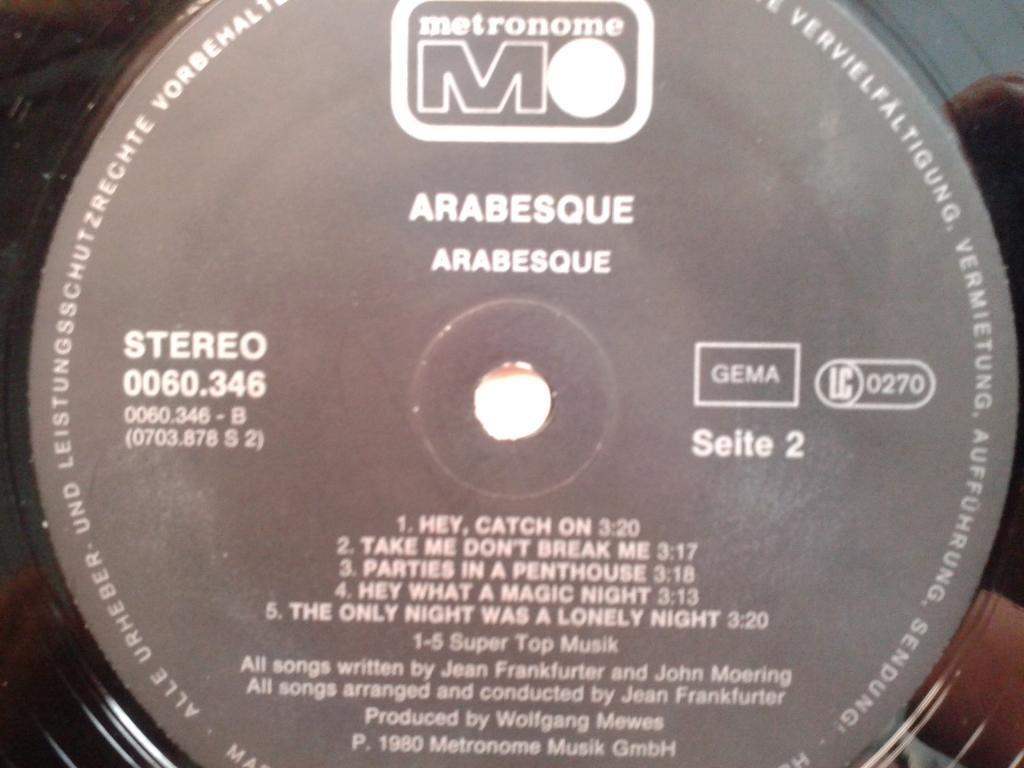 metronome
MO
ARABESQUE
ARABESQUE
STEREO
0060.346
0060.346 - B
(0703.878 S 2)
GEMA
LC 0270
Seite 2
1. HEY, CATCH ON 3:20
2. TAKE ME DON'T BREAK ME 3:17
3. PARTIES IN A PENTHOUSE 3:18
4. HEY WHAT A MAGIC NIGHT 3:13
5. THE ONLY NIGHT WAS A LONELY NIGHT 3:20
1-5 Super Top Musik
All songs written by Jean Frankfurter and John Moering
All songs arranged and conducted by Jean Frankfurter
Produced by Wolfgang Mewes
P. 1980 Metronome Musik GmbH
ALLE URHEBER- UND LEISTUNGSSCHUTZRECHTE VORBEHALTE
VERVIELFÄLTIGUNG, VERMIETUNG, AUFFÜHRUNG, SENDUNG!